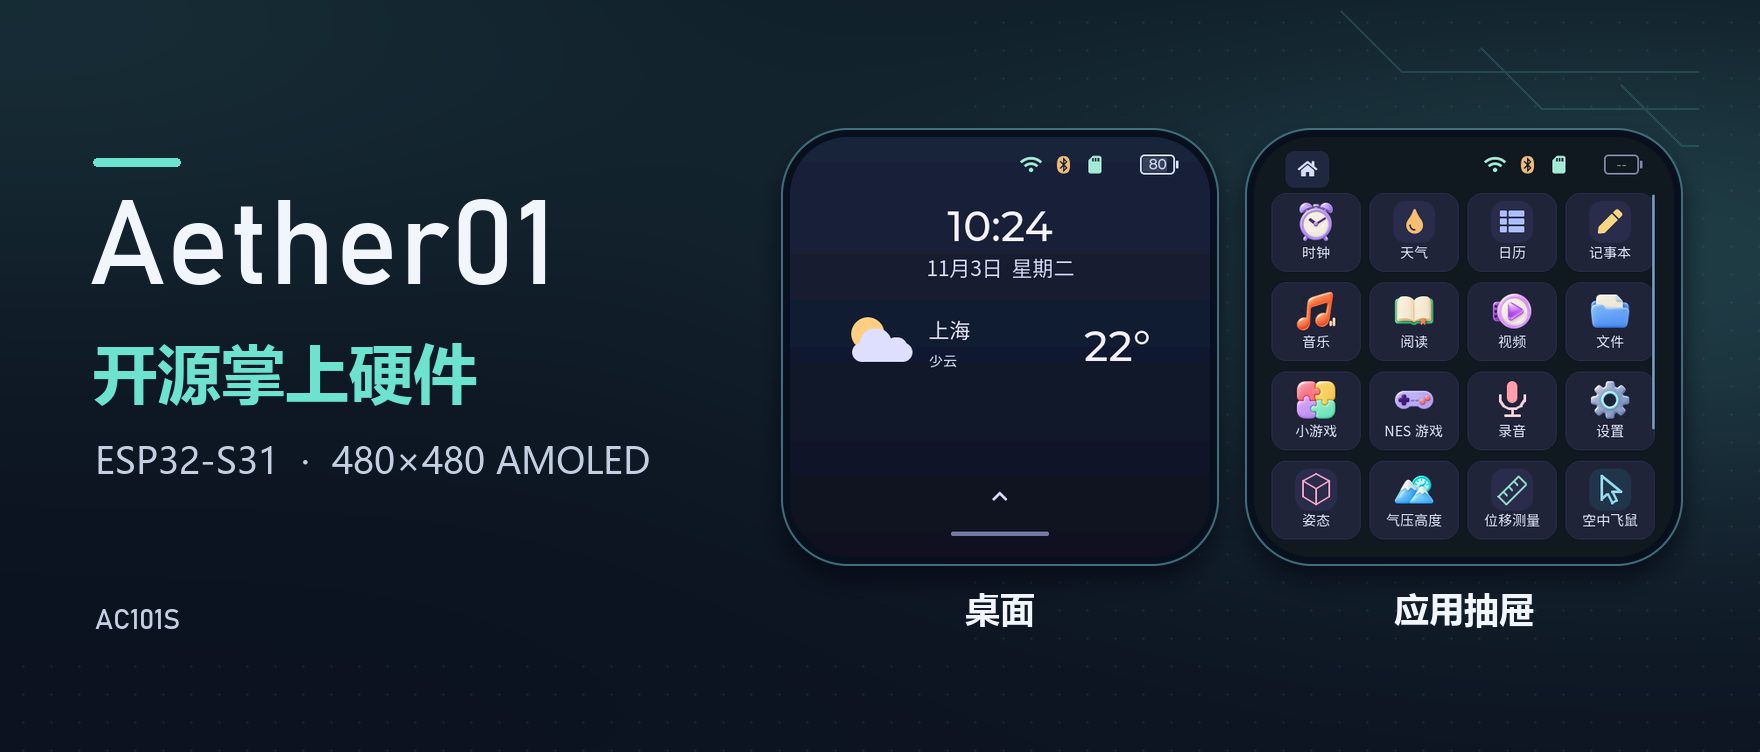 Aether01
开源掌上硬件
ESP32-S31 · 480×480 AMOLED
AC101S
80
10:24
11月3日 星期二
上海
少云
22°
桌面
--
时钟 天气 日历 记事本
音乐 阅读 视频 文件
小游戏 NES 游戏 录音 设置
姿态 气压高度 位移测量 空中飞鼠
应用抽屉